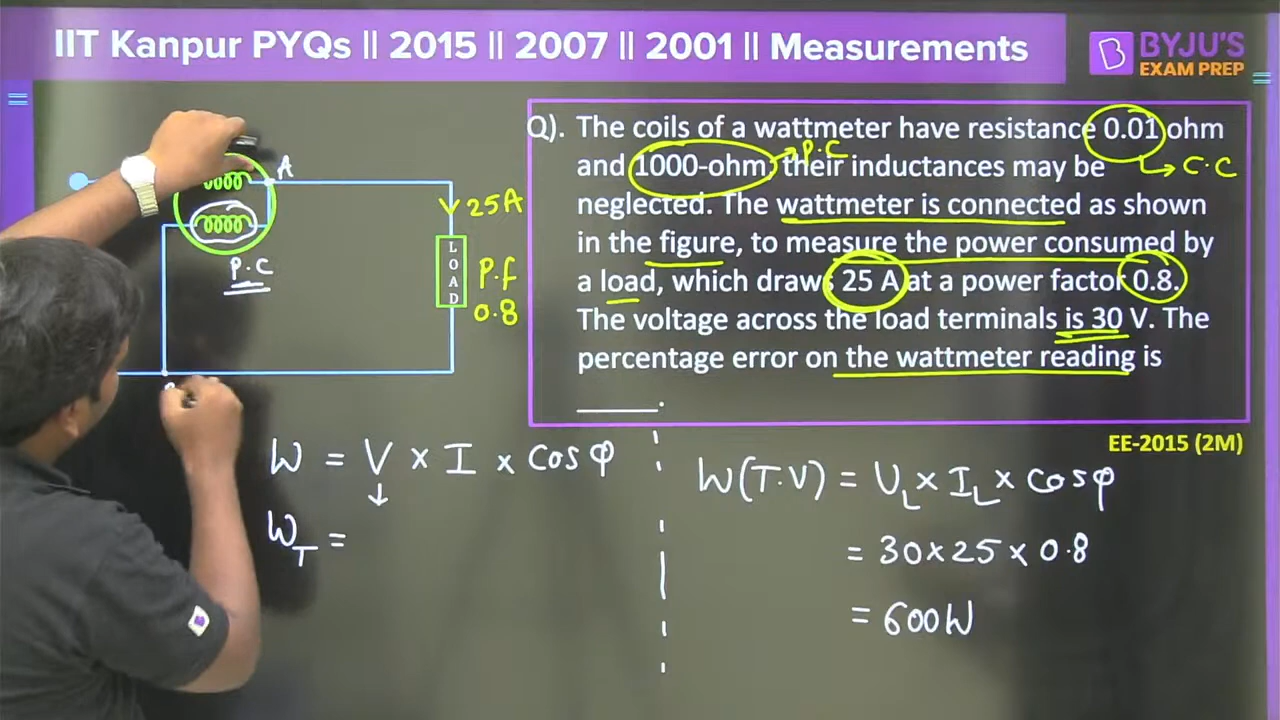 IIT Kanpur PYQs || 2015 || 2007 || 2001 || Measurements
BYJU'S
EXAM PREP
Q). The coils of a wattmeter have resistance 0.01 ohm
and 1000-ohm; their inductances may be
neglected. The wattmeter is connected as shown
in the figure, to measure the power consumed by
a load, which draws 25 A at a power factor 0.8.
The voltage across the load terminals is 30 V. The
percentage error on the wattmeter reading is
______.
P.C
C.C
EE-2015 (2M)
A
25A
LOAD
P.f
0.8
P.C
W = V × I × cos φ
W_T =
W(T.V) = V_L × I_L × cos φ
= 30 × 25 × 0.8
= 600W